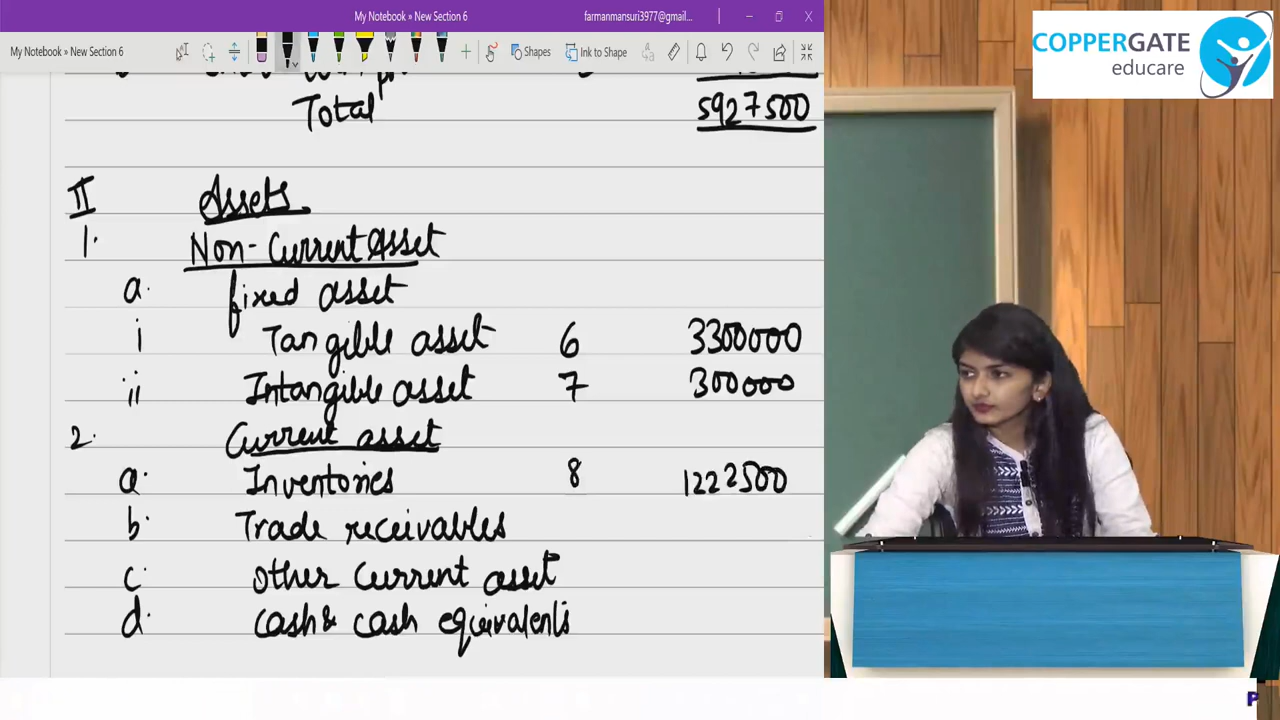 My Notebook » New Section 6
farmanmansuri3977@gmail...
My Notebook » New Section 6
Shapes
Ink to Shape
COPPERGATE
educare
Total 5927500
II Assets
1. Non-Current Asset
a. fixed asset
i Tangible asset 6 3300000
ii Intangible asset 7 300000
2. Current asset
a. Inventories 8 1222500
b. Trade receivables
c. other current asset
d. cash & cash equivalents
P